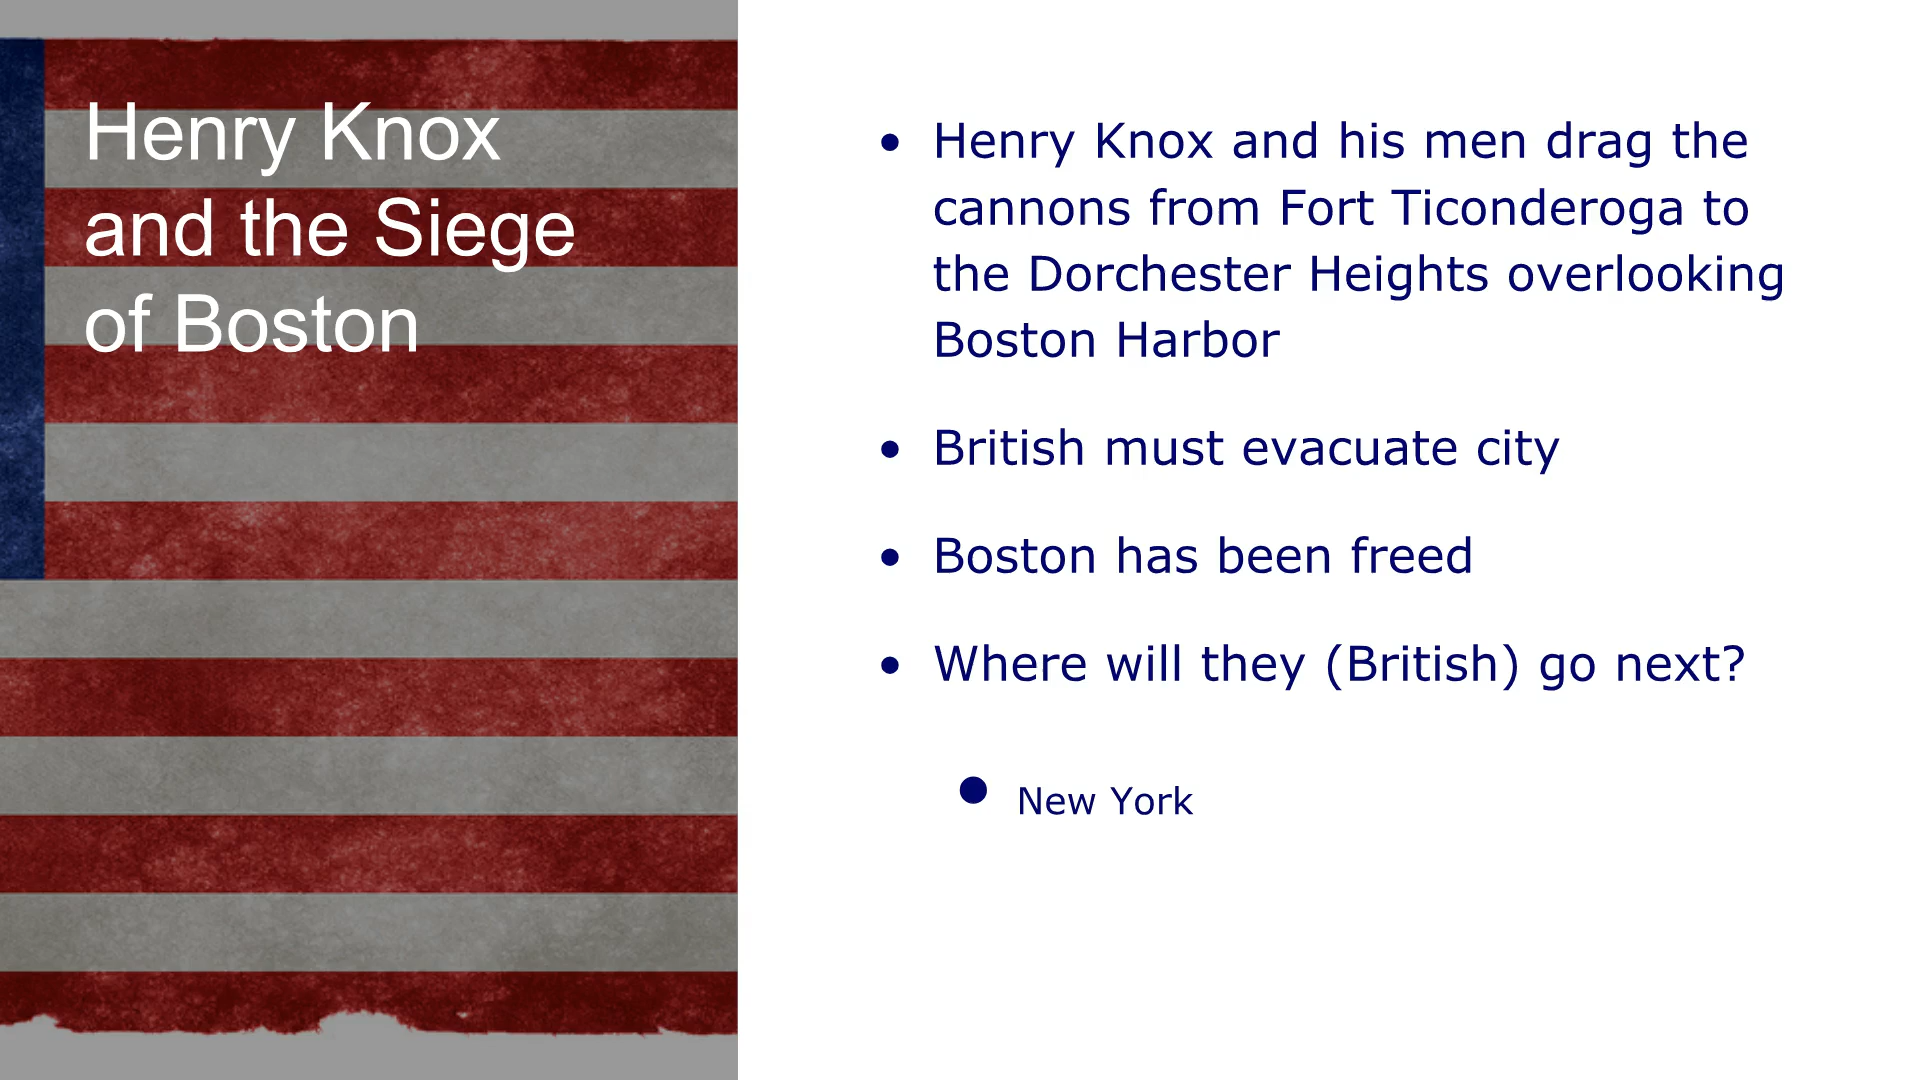 Henry Knox
and the Siege
of Boston
• Henry Knox and his men drag the
cannons from Fort Ticonderoga to
the Dorchester Heights overlooking
Boston Harbor
• British must evacuate city
• Boston has been freed
• Where will they (British) go next?
• New York